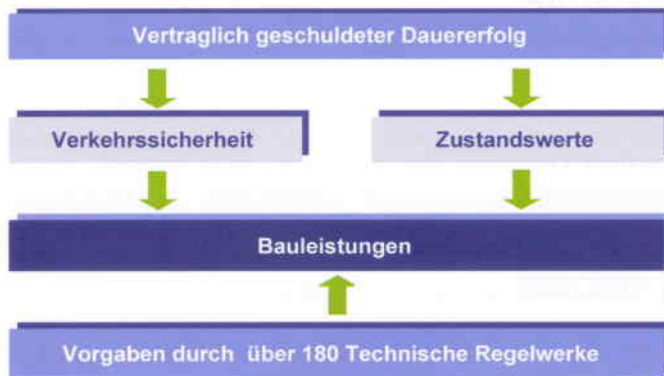 Vertraglich geschuldeter Dauererfolg
Verkehrssicherheit
Zustandswerte
Bauleistungen
Vorgaben durch über 180 Technische Regelwerke